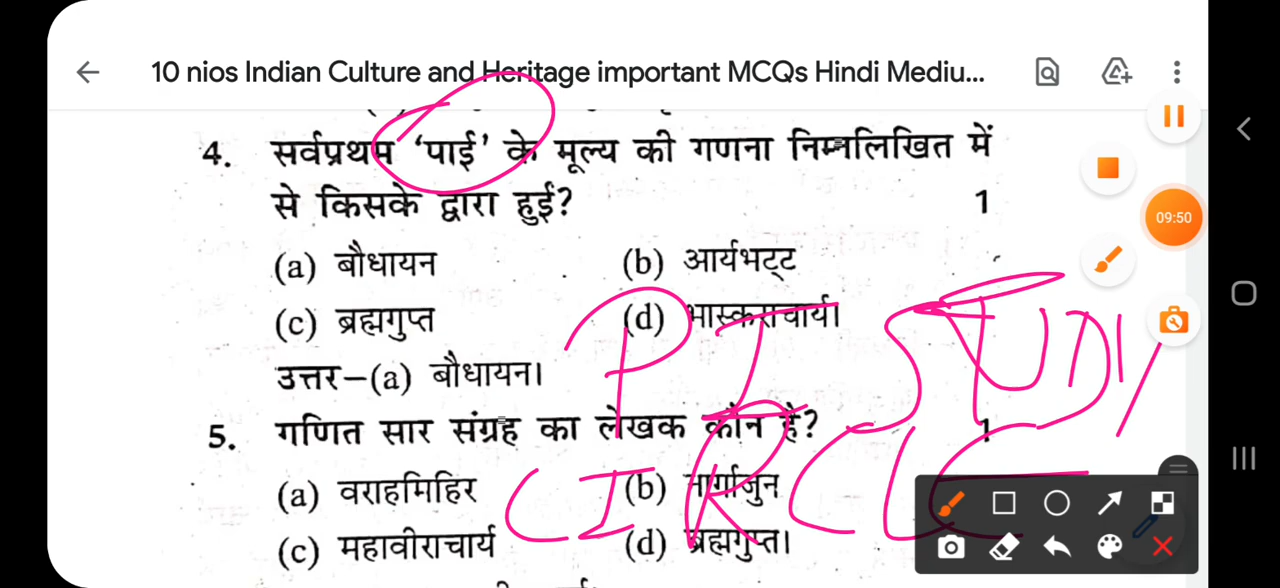 10 nios Indian Culture and Heritage important MCQs Hindi Mediu...
4. सर्वप्रथम 'पाई' के मूल्य की गणना निम्नलिखित में
से किसके द्वारा हुई? 1
(a) बौधायन (b) आर्यभट्ट
(c) ब्रह्मगुप्त (d) भास्कराचार्य।
उत्तर–(a) बौधायन।
PI STUDY
5. गणित सार संग्रह का लेखक कौन है? 1
CIRCLE
(a) वराहमिहिर (b) नागार्जुन
(c) महावीराचार्य (d) ब्रह्मगुप्त।
09:50